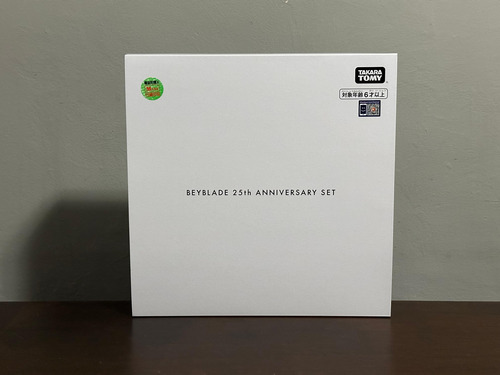 TAKARA
TOMY
対象年齢6才以上
BEYBLADE 25th ANNIVERSARY SET